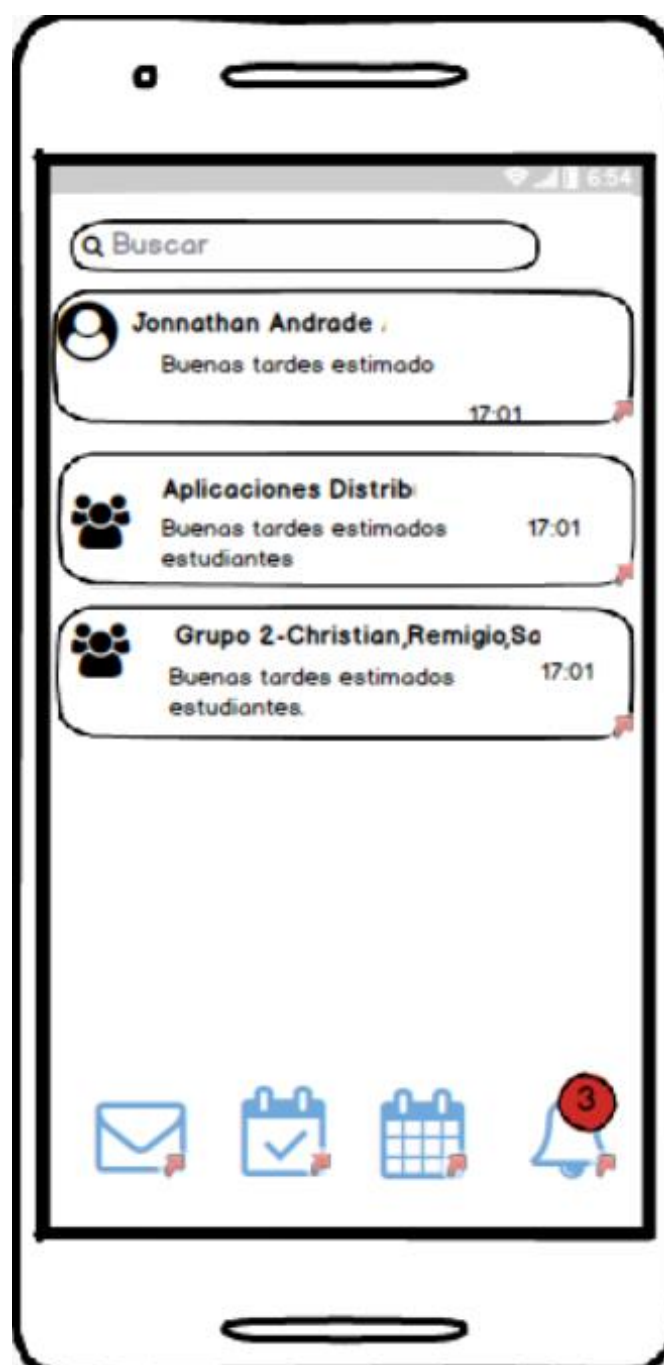 6:54
Buscar
Jonnathan Andrade
Buenas tardes estimado
17:01
Aplicaciones Distrib
Buenas tardes estimados
17:01
estudiantes
Grupo 2-Christian,Remigio,Sa
Buenas tardes estimados
17:01
estudiantes.
3